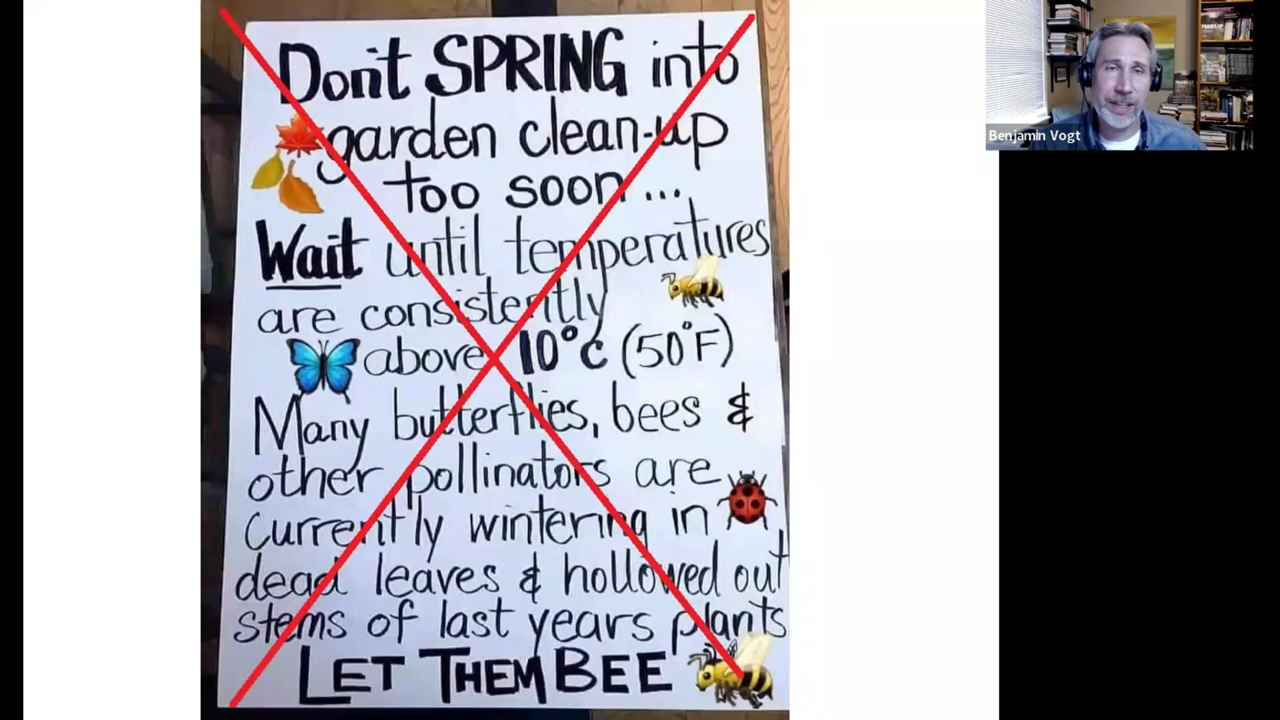 Don't SPRING into
garden clean-up
too soon...
Wait until temperatures
are consistently
above 10°C (50°F)
Many butterflies, bees &
other pollinators are
currently wintering in
dead leaves & hollowed out
stems of last years plants
LET THEM BEE
Benjamin Vogt